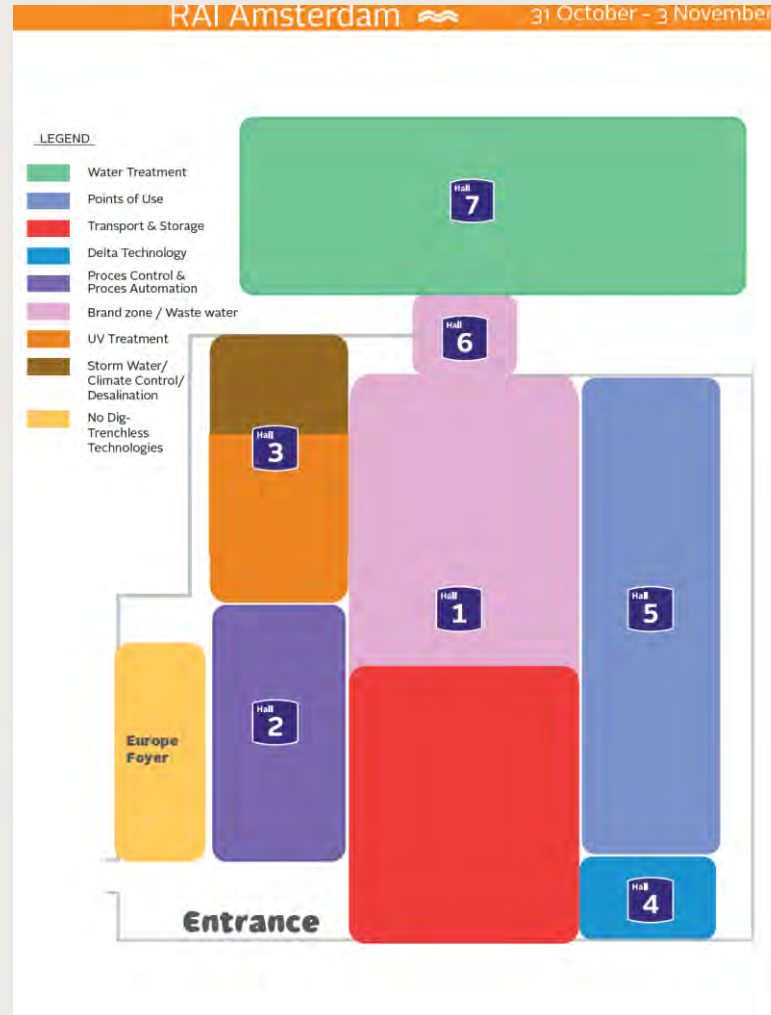 RAI Amsterdam 31 October - 3 November
LEGEND
Water Treatment
Points of Use
Transport & Storage
Delta Technology
Proces Control &
Proces Automation
Brand zone / Waste water
UV Treatment
Storm Water/
Climate Control/
Desalination
No Dig-
Trenchless
Technologies
Hall
7
Hall
6
Hall
3
Hall
1
Hall
5
Hall
2
Europe
Foyer
Hall
4
Entrance